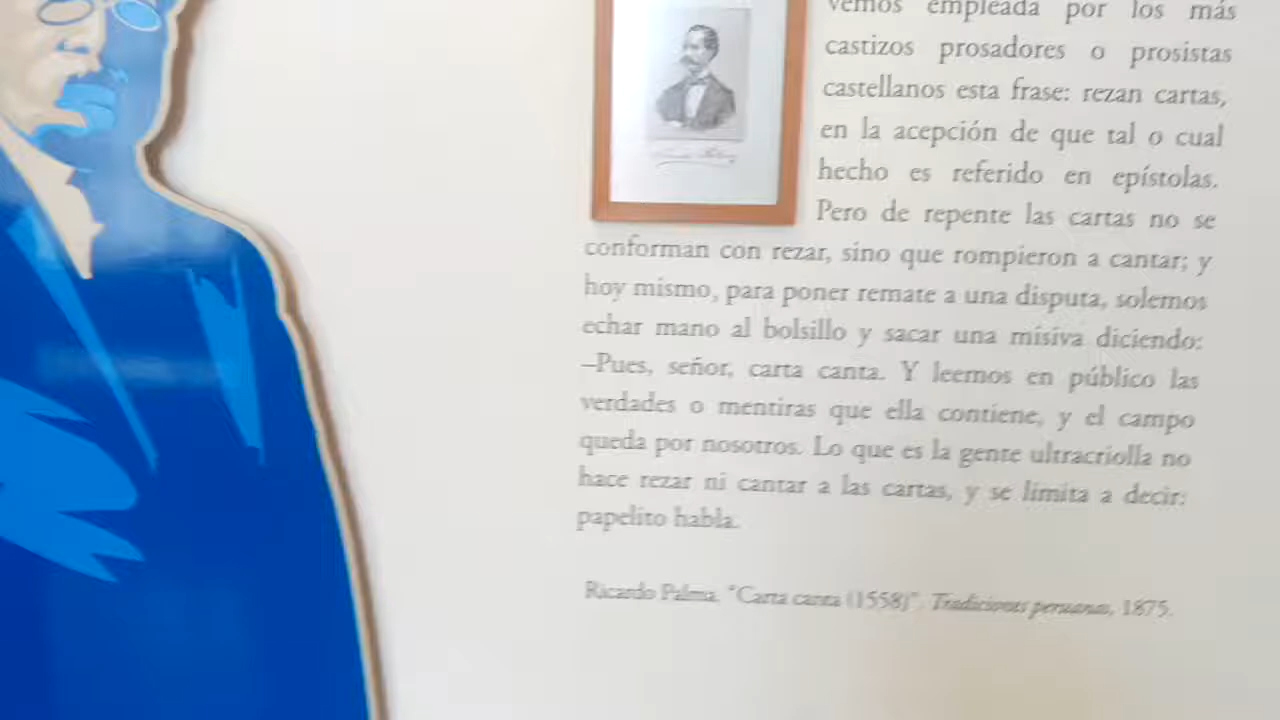 vemos empleada por los más
castizos prosadores o prosistas
castellanos esta frase: rezan cartas,
en la acepción de que tal o cual
hecho es referido en epístolas.
Pero de repente las cartas no se
conforman con rezar, sino que rompieron a cantar; y
hoy mismo, para poner remate a una disputa, solemos
echar mano al bolsillo y sacar una misiva diciendo:
–Pues, señor, carta canta. Y leemos en público las
verdades o mentiras que ella contiene, y el campo
queda por nosotros. Lo que es la gente ultracriolla no
hace rezar ni cantar a las cartas, y se limita a decir:
papelito habla.
Ricardo Palma. "Carta canta (1558)". Tradiciones peruanas, 1875.